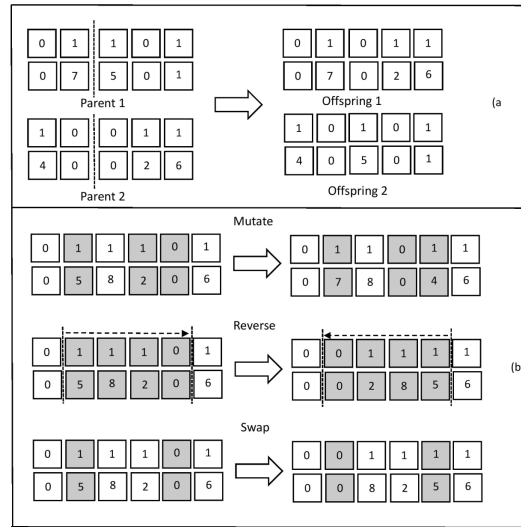 0 1 1 0 1 0 1 0 1 1
0 7 5 0 1 0 7 0 2 6
Parent 1 Offspring 1 (a
1 0 0 1 1 1 0 1 0 1
4 0 0 2 6 4 0 5 0 1
Parent 2 Offspring 2
Mutate
0 1 1 1 0 1 0 1 1 0 1 1
0 5 8 2 0 6 0 7 8 0 4 6
Reverse
0 1 1 1 0 1 0 0 1 1 1 1
(b
0 5 8 2 0 6 0 0 2 8 5 6
Swap
0 1 1 1 0 1 0 0 1 1 1 1
0 5 8 2 0 6 0 0 8 2 5 6